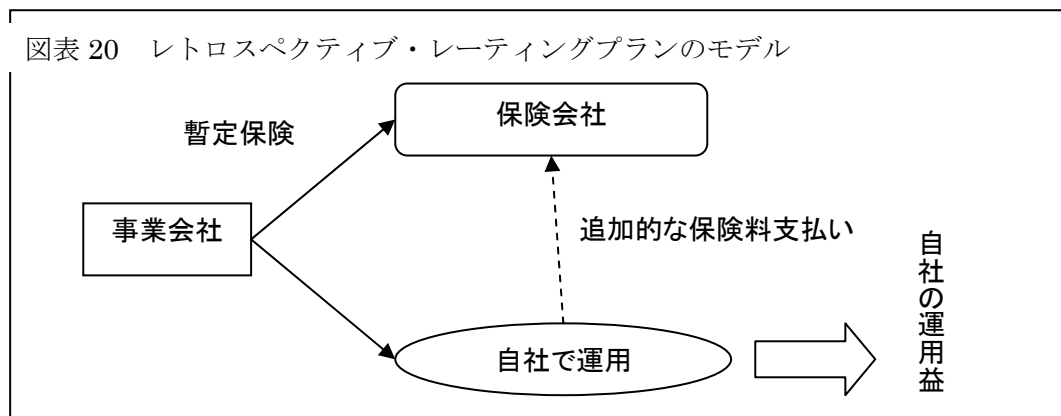 図表 20 レトロスペクティブ・レーティングプランのモデル
保険会社
暫定保険
事業会社
追加的な保険料支払い
自社で運用
自社の運用益